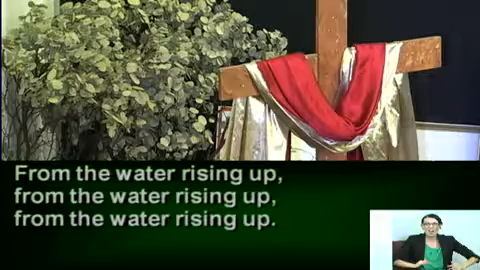 From the water rising up,
from the water rising up,
from the water rising up.